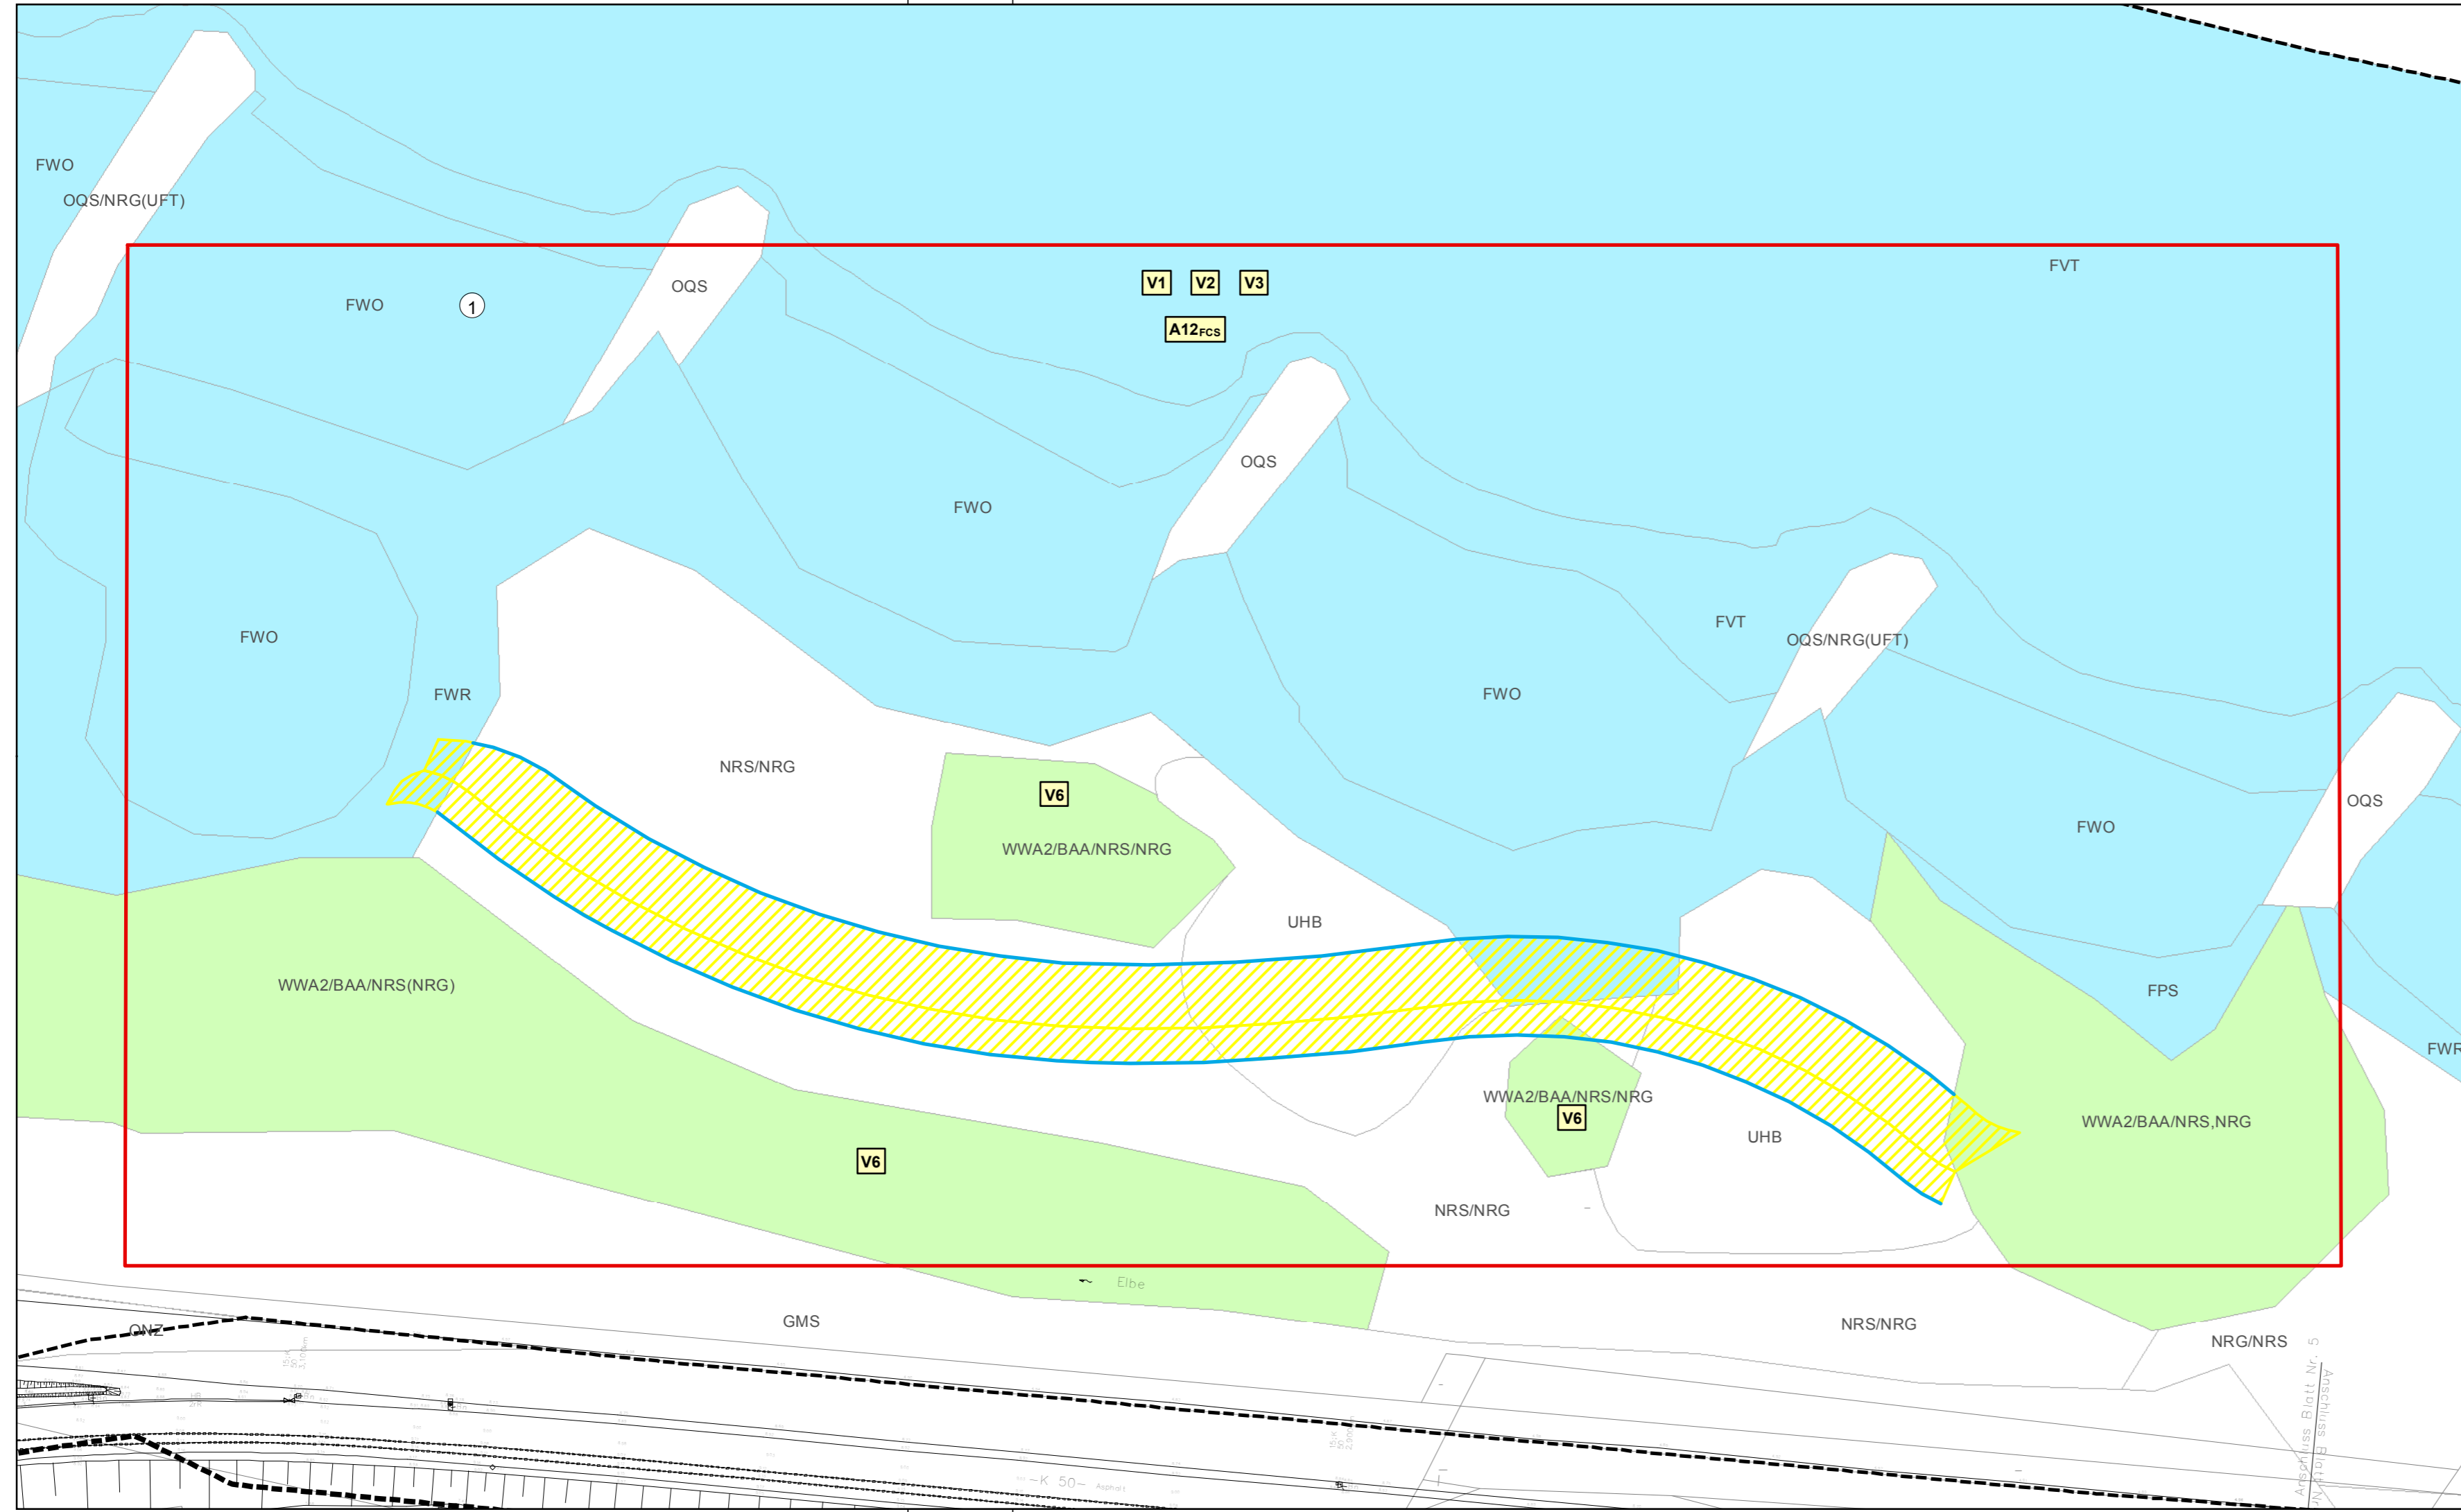 FWO
OQS/NRG(UFT)
FVT
V1 V2 V3
OQS
FWO
1
A12FCS
OQS
FWO
FVT
FWO
OQS/NRG(UFT)
FWR
FWO
NRS/NRG
V6
OQS
FWO
WWA2/BAA/NRS/NRG
UHB
WWA2/BAA/NRS(NRG)
FPS
FWR
WWA2/BAA/NRS/NRG
V6
WWA2/BAA/NRS,NRG
UHB
V6
NRS/NRG
Elbe
GMS
NRS/NRG
ONZ
NRG/NRS
Anschluss Blatt Nr. 5
~K 50~ Asphalt